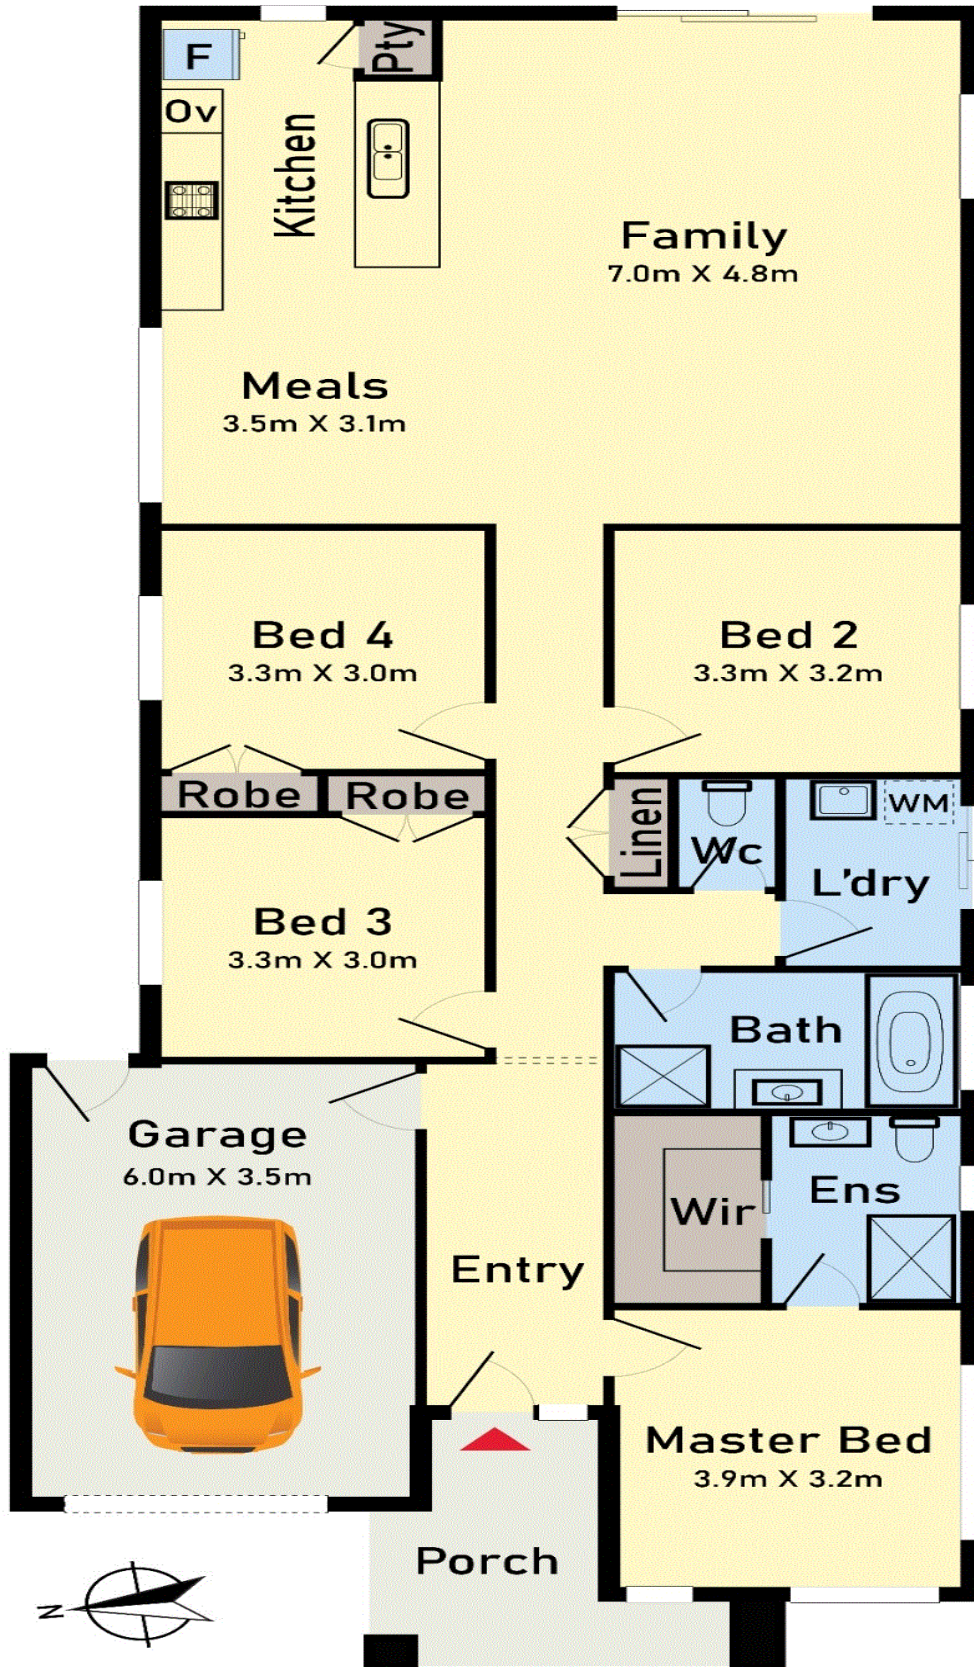 F
Pty
Ov
Kitchen
Family
7.0m X 4.8m
Meals
3.5m X 3.1m
Bed 4
3.3m X 3.0m
Bed 2
3.3m X 3.2m
Robe
Robe
Linen
Wc
WM
L'dry
Bed 3
3.3m X 3.0m
Bath
Garage
6.0m X 3.5m
Wir
Ens
Entry
Master Bed
3.9m X 3.2m
Porch
N